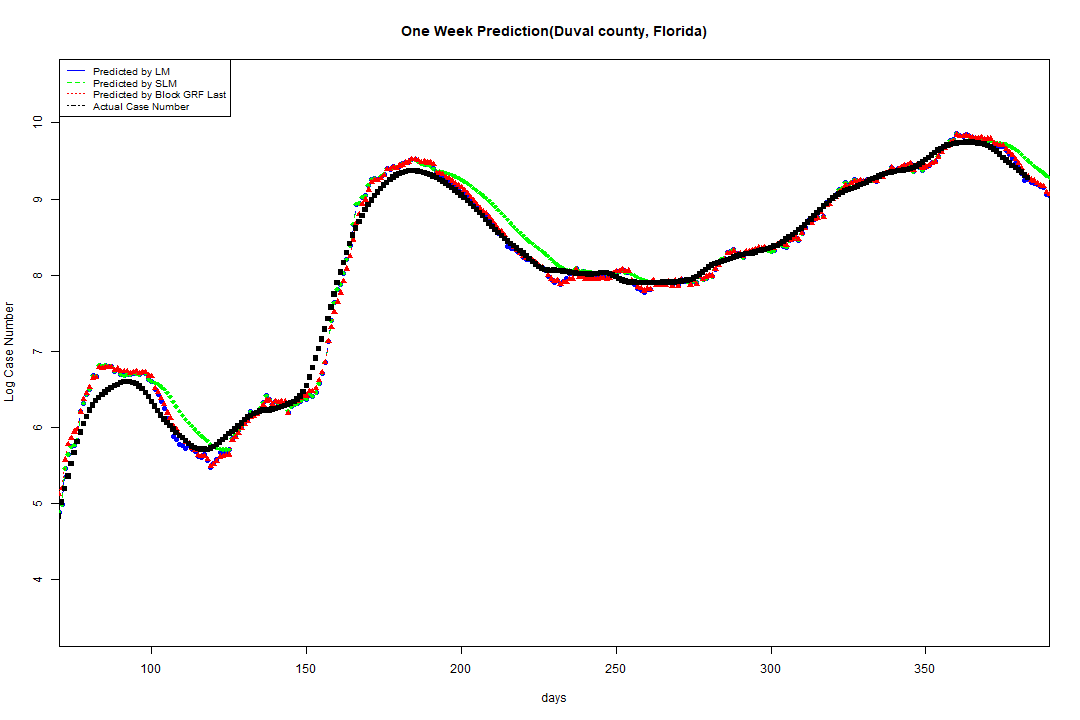 One Week Prediction(Duval county, Florida)
Predicted by LM
Predicted by SLM
Predicted by Block GRF Last
Actual Case Number
10
9
8
7
6
5
4
Log Case Number
100 150 200 250 300 350
days